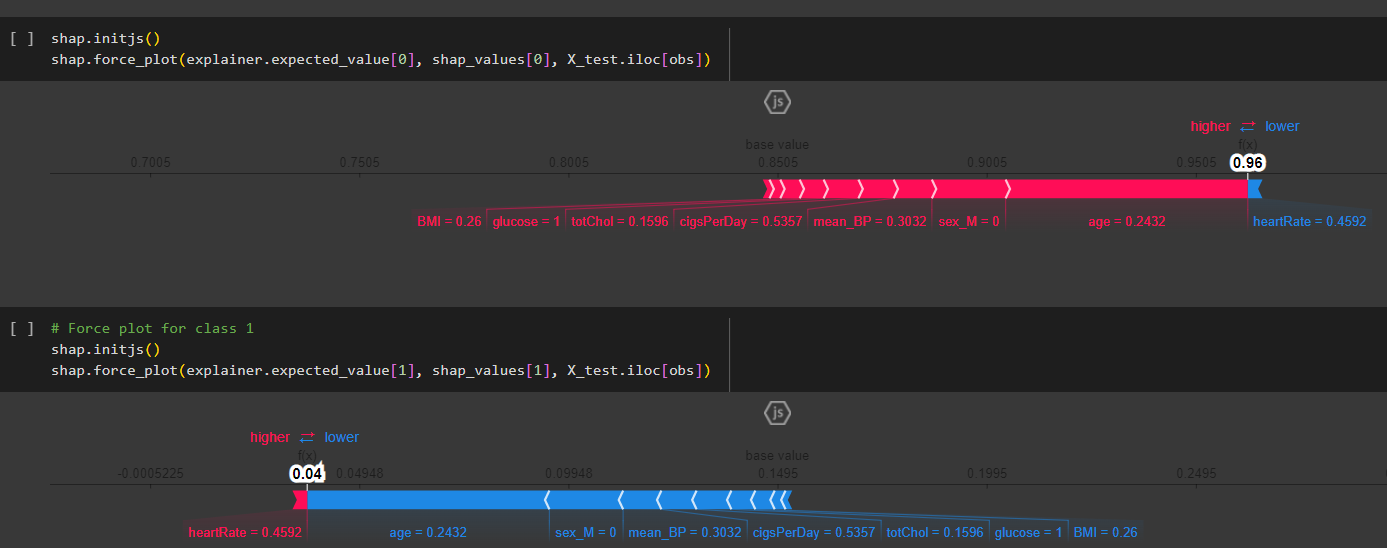 [ ] shap.initjs()
shap.force_plot(explainer.expected_value[0], shap_values[0], X_test.iloc[obs])
js
higher ⇄ lower
base value f(x)
0.7005 0.7505 0.8005 0.8505 0.9005 0.9505 0.96
BMI = 0.26 glucose = 1 totChol = 0.1596 cigsPerDay = 0.5357 mean_BP = 0.3032 sex_M = 0 age = 0.2432 heartRate = 0.4592
[ ] # Force plot for class 1
shap.initjs()
shap.force_plot(explainer.expected_value[1], shap_values[1], X_test.iloc[obs])
js
higher ⇄ lower
f(x) base value
-0.0005225 0.04 0.04948 0.09948 0.1495 0.1995 0.2495
heartRate = 0.4592 age = 0.2432 sex_M = 0 mean_BP = 0.3032 cigsPerDay = 0.5357 totChol = 0.1596 glucose = 1 BMI = 0.26